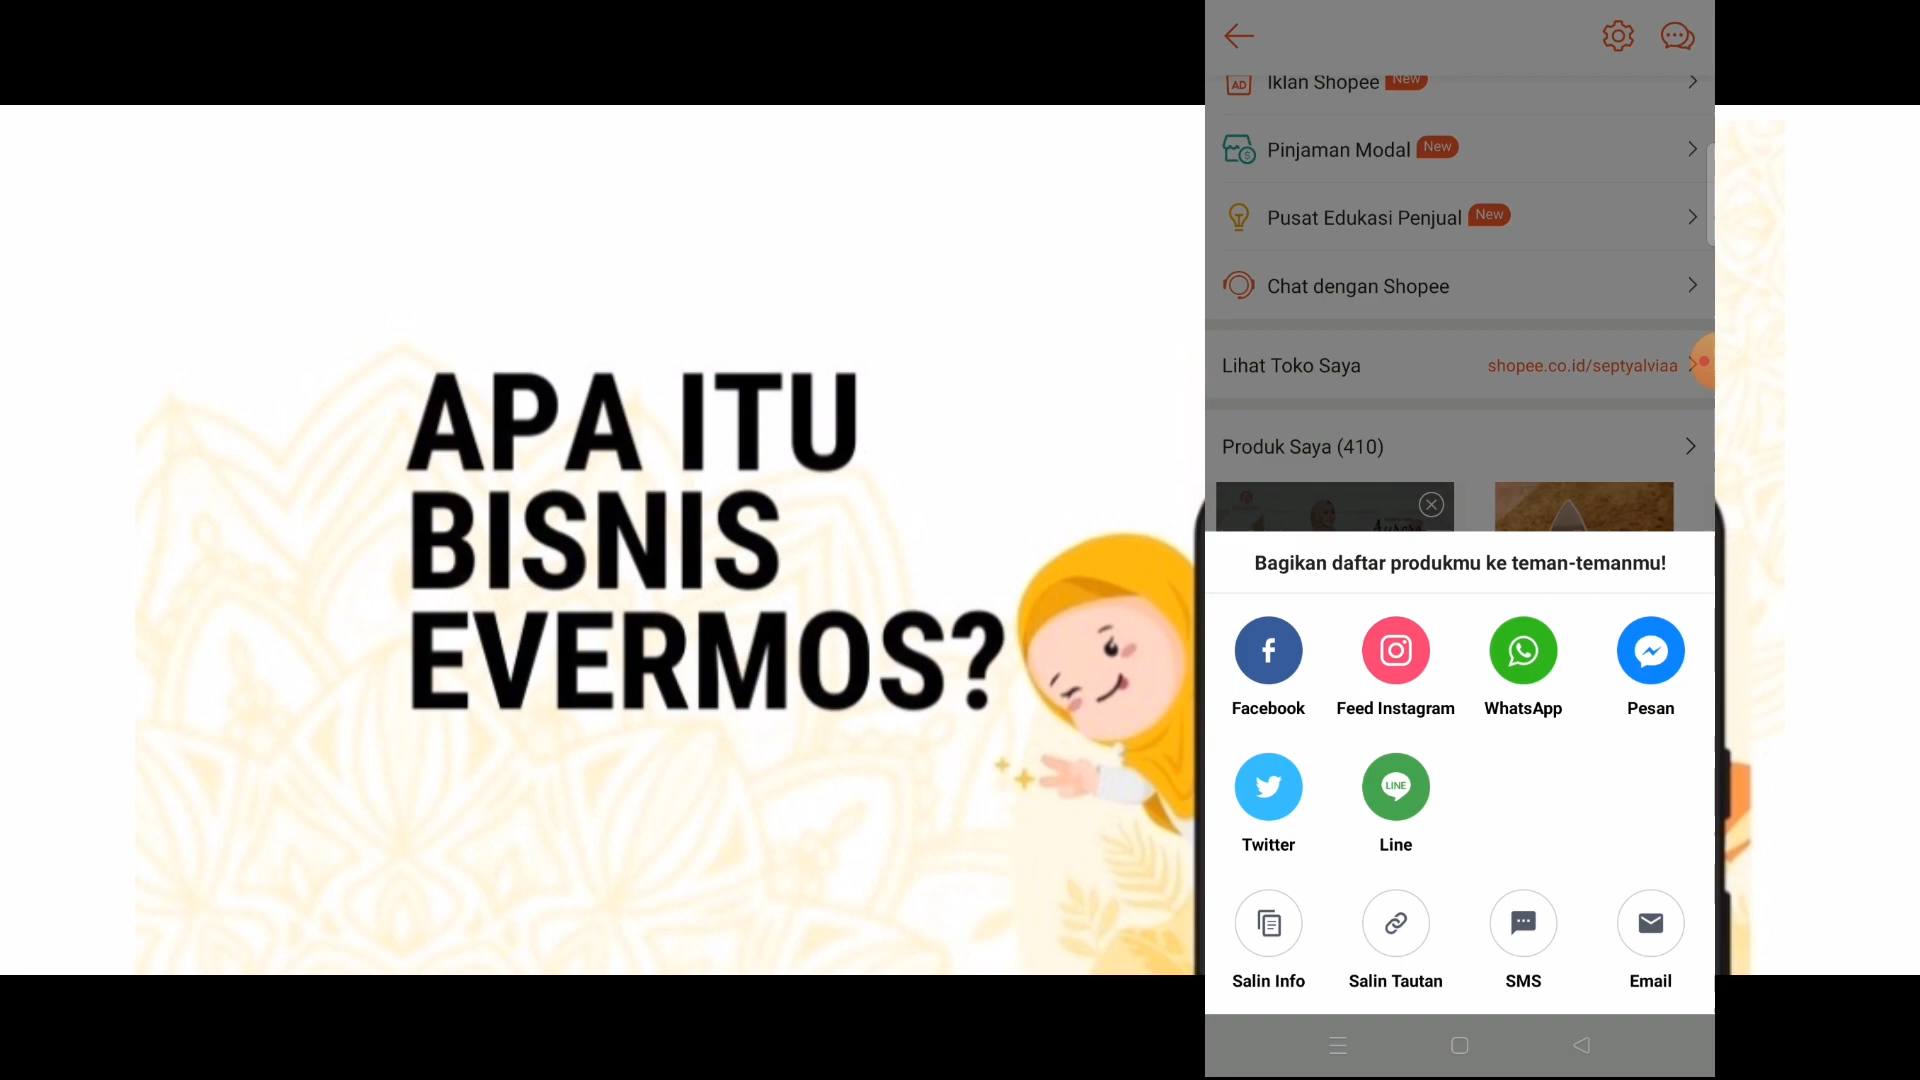 APA ITU
BISNIS
EVERMOS?
AD Iklan Shopee New
Pinjaman Modal New
Pusat Edukasi Penjual New
Chat dengan Shopee
Lihat Toko Saya shopee.co.id/septyalviaa
Produk Saya (410)
Bagikan daftar produkmu ke teman-temanmu!
Facebook Feed Instagram WhatsApp Pesan
LINE
Twitter Line
Salin Info Salin Tautan SMS Email